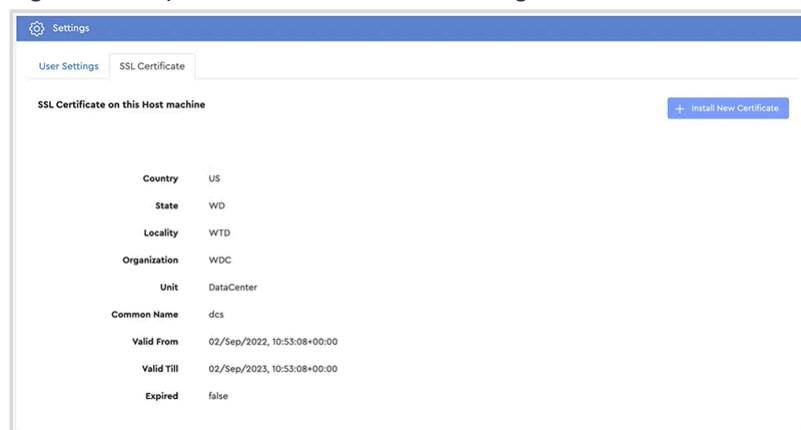 Settings
User Settings SSL Certificate
SSL Certificate on this Host machine
+ Install New Certificate
Country US
State WD
Locality WTD
Organization WDC
Unit DataCenter
Common Name dcs
Valid From 02/Sep/2022, 10:53:08+00:00
Valid Till 02/Sep/2023, 10:53:08+00:00
Expired false